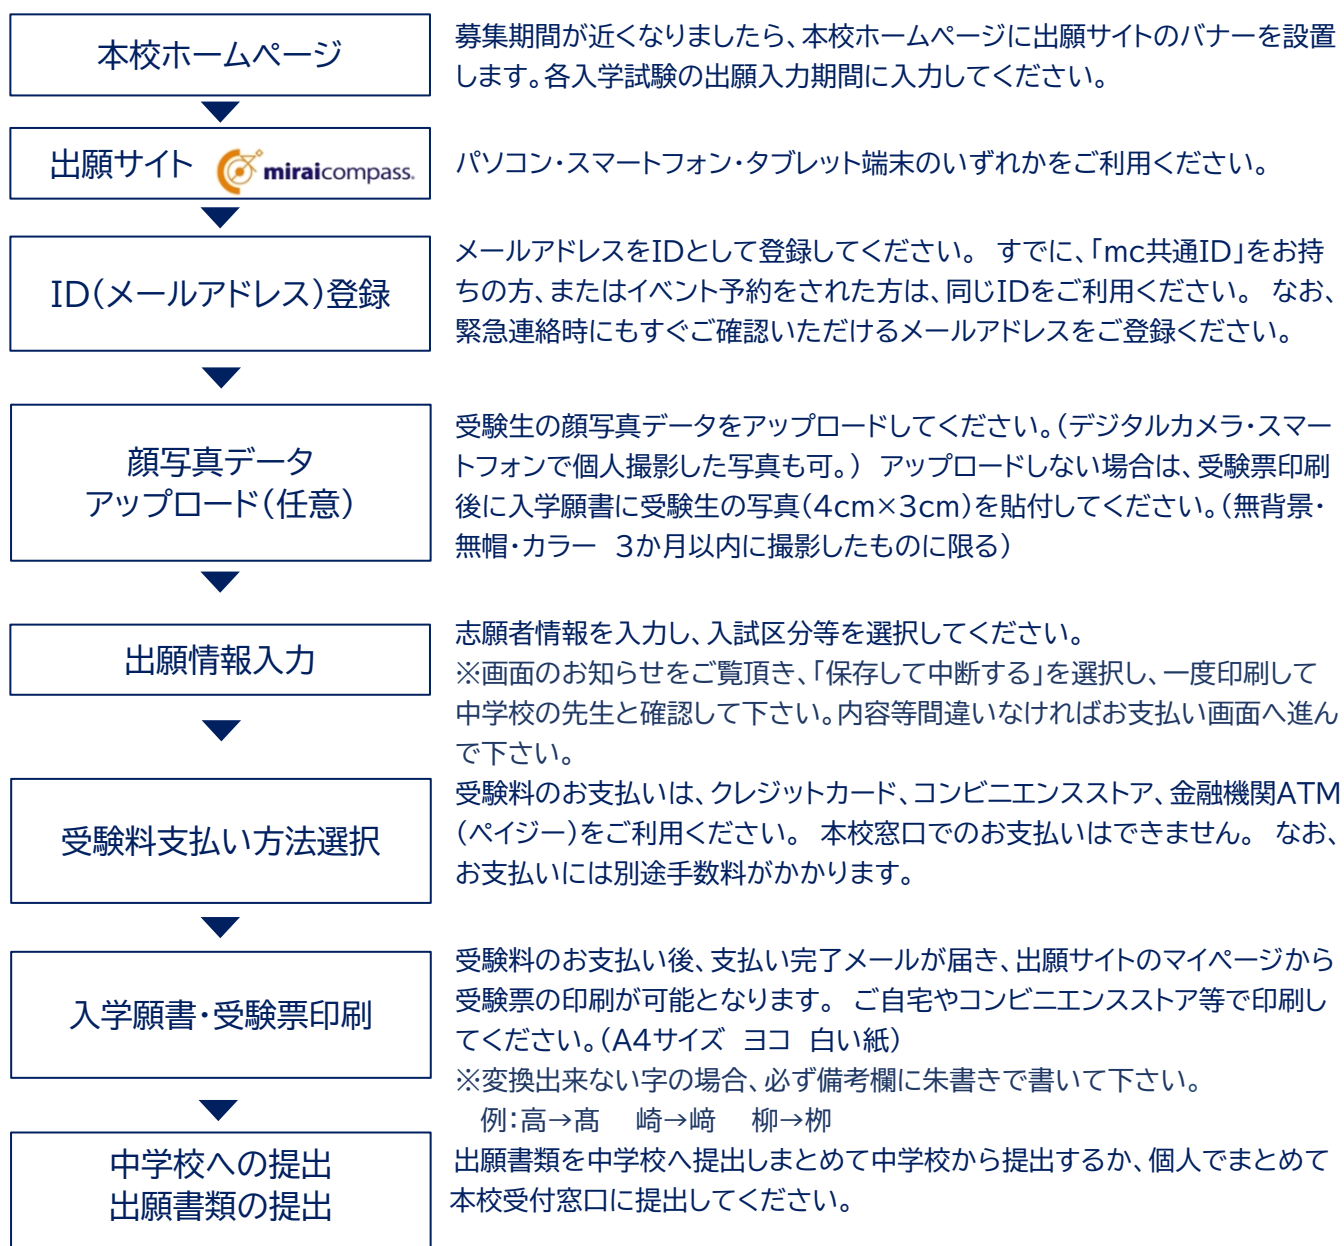 本校ホームページ
募集期間が近くなりましたら、本校ホームページに出願サイトのバナーを設置
します。各入学試験の出願入力期間に入力してください。
出願サイト miraicompass.
パソコン・スマートフォン・タブレット端末のいずれかをご利用ください。
ID(メールアドレス)登録
メールアドレスをIDとして登録してください。 すでに、「mc共通ID」をお持
ちの方、またはイベント予約をされた方は、同じIDをご利用ください。 なお、
緊急連絡時にもすぐご確認いただけるメールアドレスをご登録ください。
顔写真データ
アップロード(任意)
受験生の顔写真データをアップロードしてください。(デジタルカメラ・スマー
トフォンで個人撮影した写真も可。) アップロードしない場合は、受験票印刷
後に入学願書に受験生の写真(4cm×3cm)を貼付してください。(無背景・
無帽・カラー 3か月以内に撮影したものに限る)
出願情報入力
志願者情報を入力し、入試区分等を選択してください。
※画面のお知らせをご覧頂き、「保存して中断する」を選択し、一度印刷して
中学校の先生と確認して下さい。内容等間違いなければお支払い画面へ進ん
で下さい。
受験料支払い方法選択
受験料のお支払いは、クレジットカード、コンビニエンスストア、金融機関ATM
(ペイジー)をご利用ください。 本校窓口でのお支払いはできません。 なお、
お支払いには別途手数料がかかります。
入学願書・受験票印刷
受験料のお支払い後、支払い完了メールが届き、出願サイトのマイページから
受験票の印刷が可能となります。 ご自宅やコンビニエンスストア等で印刷し
てください。(A4サイズ ヨコ 白い紙)
※変換出来ない字の場合、必ず備考欄に朱書きで書いて下さい。
例:高→髙 崎→﨑 柳→栁
中学校への提出
出願書類の提出
出願書類を中学校へ提出しまとめて中学校から提出するか、個人でまとめて
本校受付窓口に提出してください。